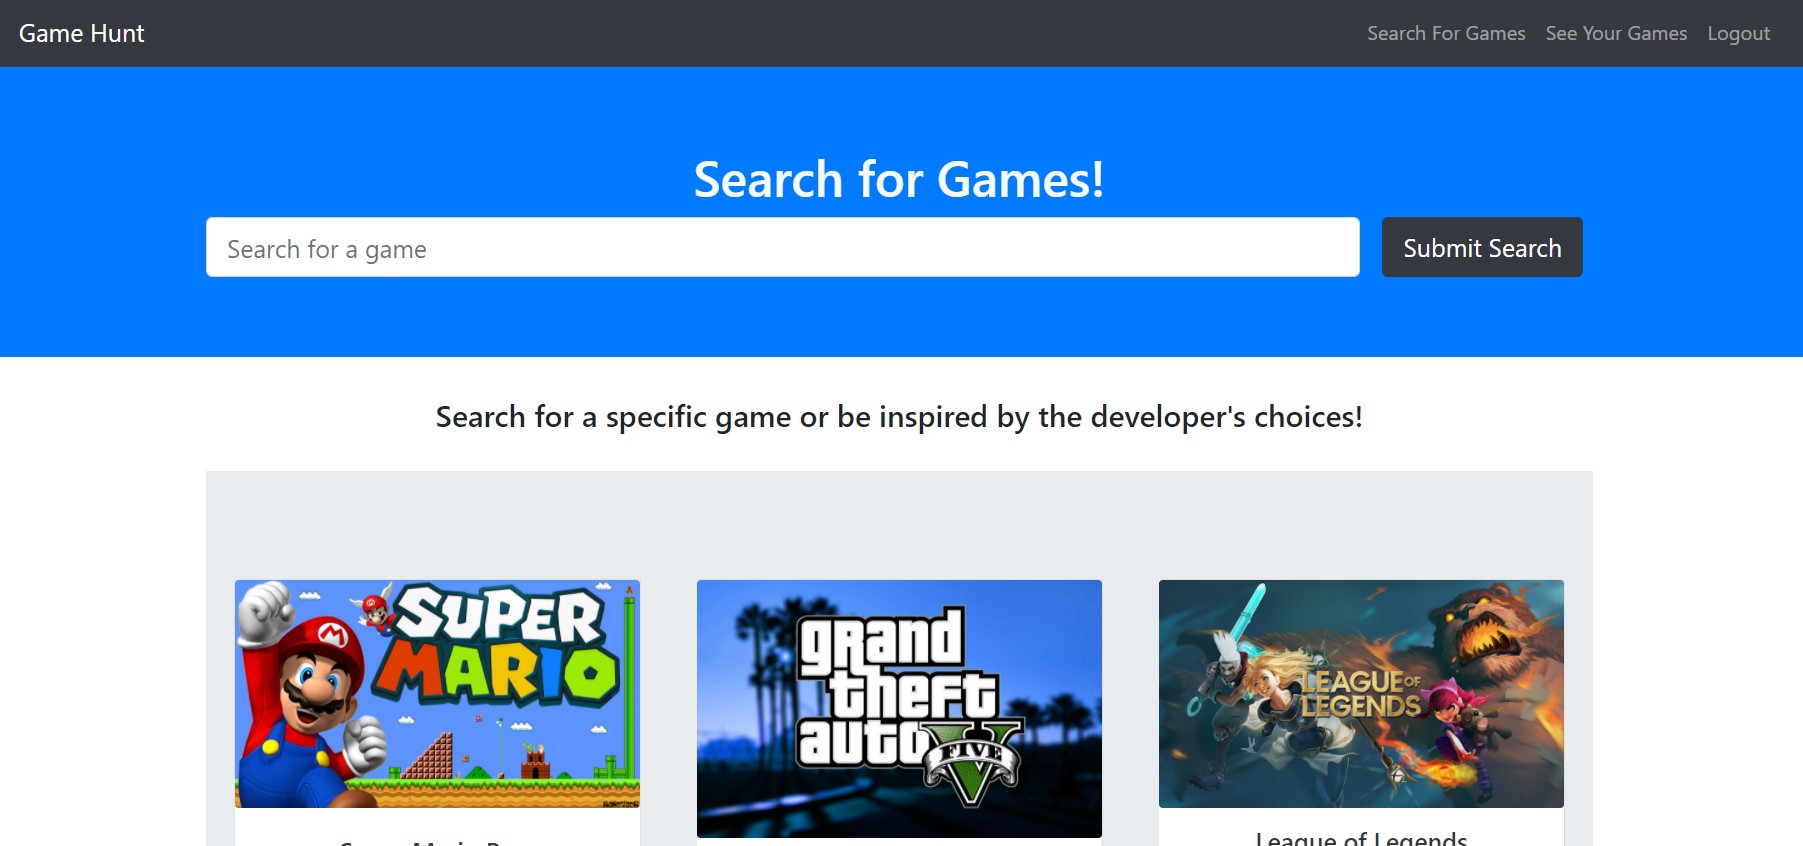 Game Hunt
Search For Games
See Your Games
Logout
Search for Games!
Search for a game
Submit Search
Search for a specific game or be inspired by the developer's choices!
SUPER
MARIO
grand
theft
auto
V
FIVE
LEAGUE OF
LEGENDS
League of Legends